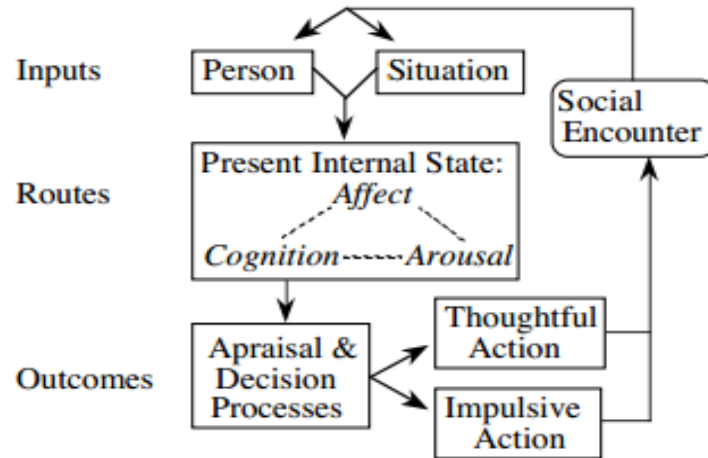 Inputs
Person
Situation
Social
Encounter
Routes
Present Internal State:
Affect
Cognition
Arousal
Outcomes
Apraisal &
Decision
Processes
Thoughtful
Action
Impulsive
Action